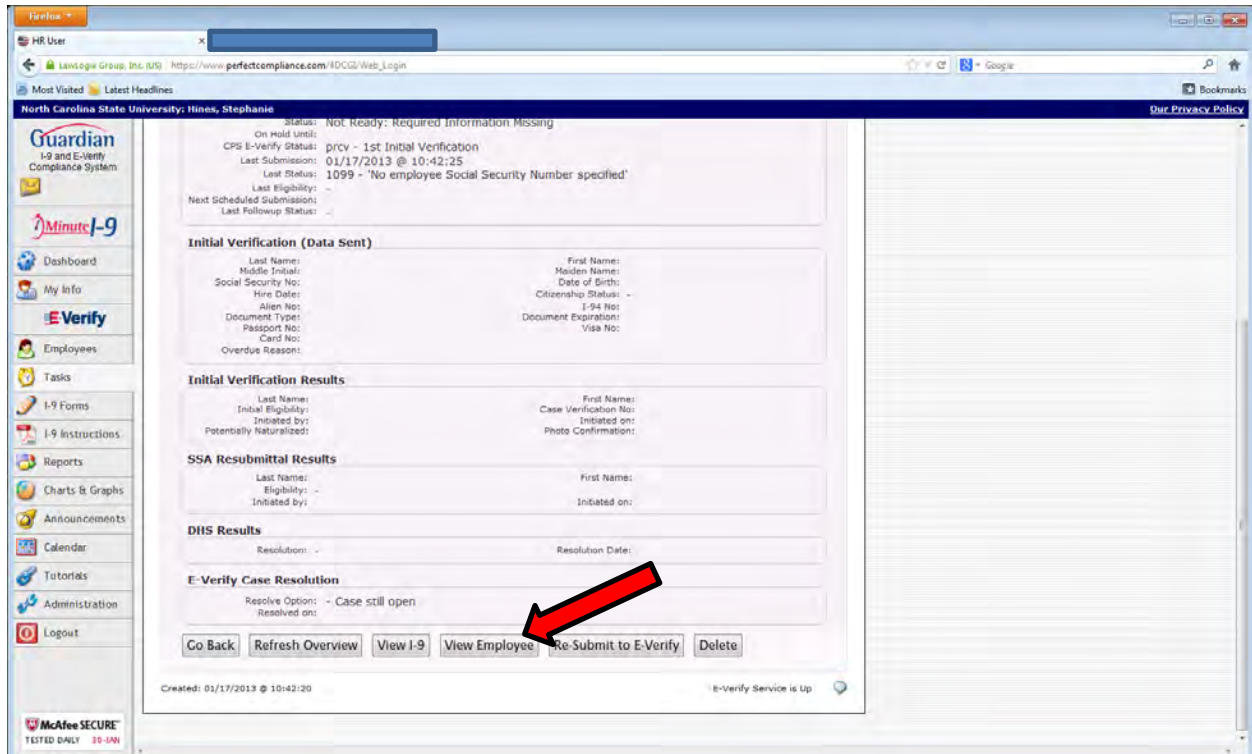 Firefox
HR User ×
LawLogix Group, Inc. (US) https://www.perfectcompliance.com/4DCGI/Web_Login Google
Most Visited Latest Headlines Bookmarks
North Carolina State University: Hines, Stephanie Our Privacy Policy
Guardian
I-9 and E-Verify
Compliance System
Minute I-9
Dashboard
My Info
E-Verify
Employees
Tasks
I-9 Forms
I-9 Instructions
Reports
Charts & Graphs
Announcements
Calendar
Tutorials
Administration
Logout
McAfee SECURE
TESTED DAILY 30-JAN
Status: Not Ready: Required Information Missing
On Hold Until:
CPS E-Verify Status: prcv - 1st Initial Verification
Last Submission: 01/17/2013 @ 10:42:25
Last Status: 1099 - 'No employee Social Security Number specified'
Last Eligibility: -
Next Scheduled Submission:
Last Followup Status: -
Initial Verification (Data Sent)
Last Name: First Name:
Middle Initial: Maiden Name:
Social Security No: Date of Birth:
Hire Date: Citizenship Status: -
Alien No: I-94 No:
Document Type: Document Expiration:
Passport No: Visa No:
Card No:
Overdue Reason:
Initial Verification Results
Last Name: First Name:
Initial Eligibility: Case Verification No:
Initiated by: Initiated on:
Potentially Naturalized: Photo Confirmation:
SSA Resubmittal Results
Last Name: First Name:
Eligibility: -
Initiated by: Initiated on:
DHS Results
Resolution: - Resolution Date:
E-Verify Case Resolution
Resolve Option: - Case still open
Resolved on:
Go Back Refresh Overview View I-9 View Employee Re-Submit to E-Verify Delete
Created: 01/17/2013 @ 10:42:20 E-Verify Service is Up